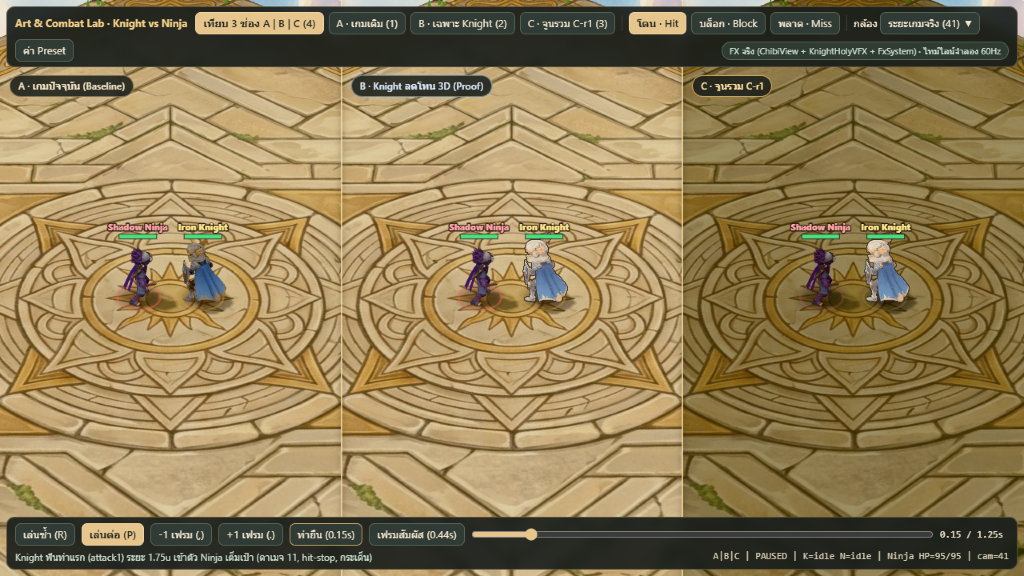 Art & Combat Lab · Knight vs Ninja
เทียบ 3 ช่อง A | B | C (4)
A · เกมเดิม (1)
B · เฉพาะ Knight (2)
C · จูนรวม C-r1 (3)
โดน · Hit
บล็อก · Block
พลาด · Miss
กล้อง
ระยะเกมจริง (41) ▼
ค่า Preset
FX จริง (ChibiView + KnightHolyVFX + FxSystem) · ไทม์ไลน์จำลอง 60Hz
A · เกมปัจจุบัน (Baseline)
B · Knight ลดโทน 3D (Proof)
C · จูนรวม C-r1
Shadow Ninja
Iron Knight
Shadow Ninja
Iron Knight
Shadow Ninja
Iron Knight
เล่นซ้ำ (R)
เล่นต่อ (P)
-1 เฟรม (,)
+1 เฟรม (.)
ท่ายืน (0.15s)
เฟรมสัมผัส (0.44s)
0.15 / 1.25s
Knight ฟันท่าแรก (attack1) ระยะ 1.75u เข้าตัว Ninja เต็มเป้า (ดาเมจ 11, hit-stop, กระเด็น)
A|B|C | PAUSED | K=idle N=idle | Ninja HP=95/95 | cam=41